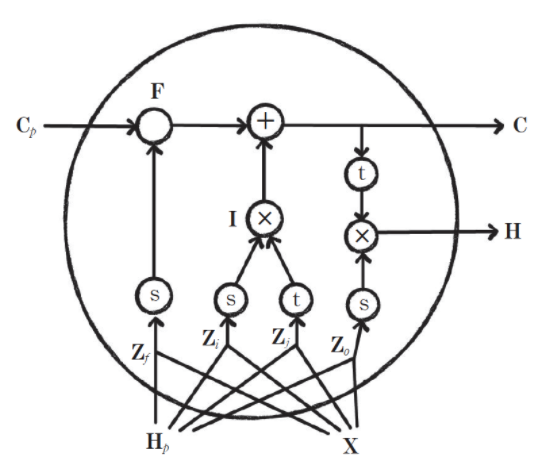 F
C_p + C
t
I × × H
s s t s
Z_f Z_i Z_j Z_o
H_p X